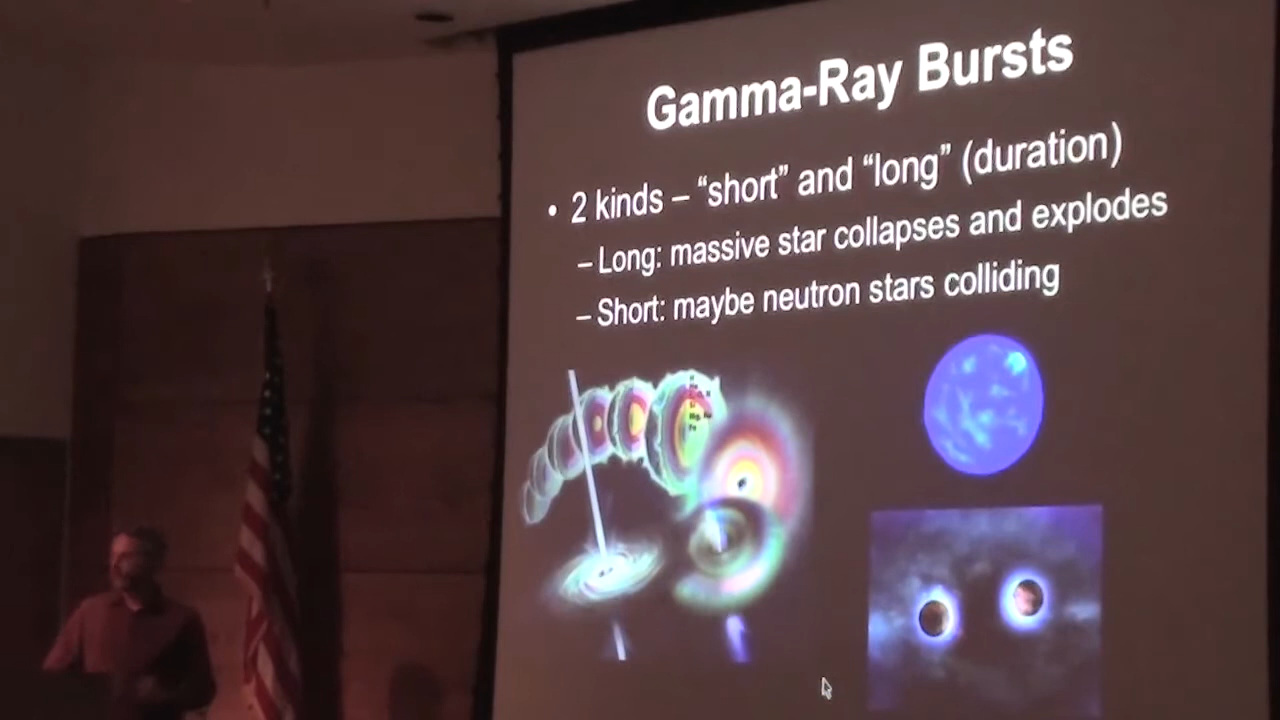 Gamma-Ray Bursts
• 2 kinds – “short” and “long” (duration)
– Long: massive star collapses and explodes
– Short: maybe neutron stars colliding